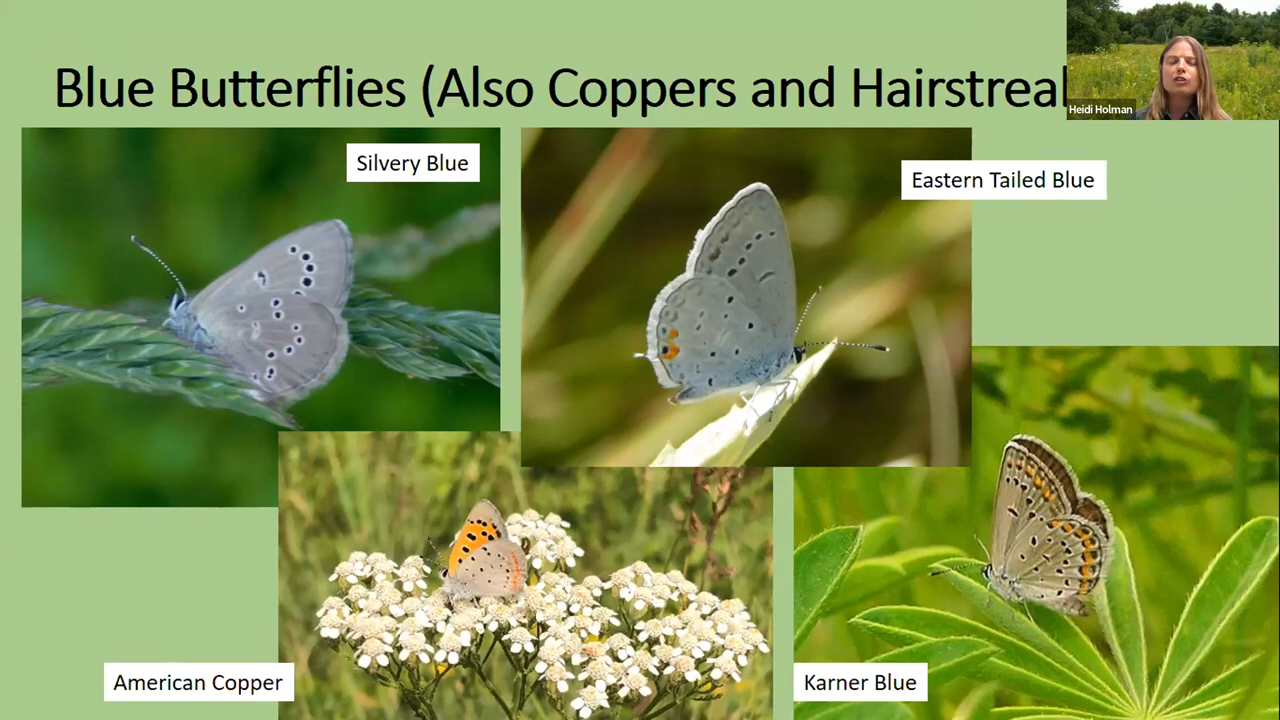 Blue Butterflies (Also Coppers and Hairstreal
Heidi Holman
Silvery Blue
Eastern Tailed Blue
American Copper
Karner Blue